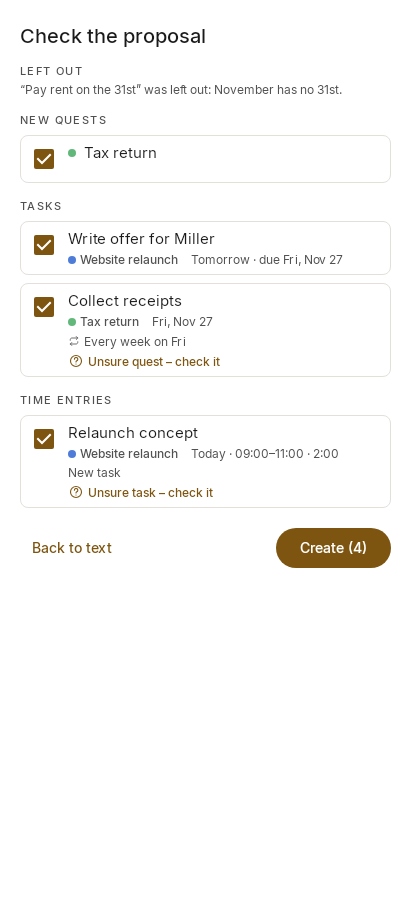 Check the proposal
LEFT OUT
“Pay rent on the 31st” was left out: November has no 31st.
NEW QUESTS
Tax return
TASKS
Write offer for Miller
Website relaunch Tomorrow · due Fri, Nov 27
Collect receipts
Tax return Fri, Nov 27
Every week on Fri
Unsure quest – check it
TIME ENTRIES
Relaunch concept
Website relaunch Today · 09:00–11:00 · 2:00
New task
Unsure task – check it
Back to text Create (4)